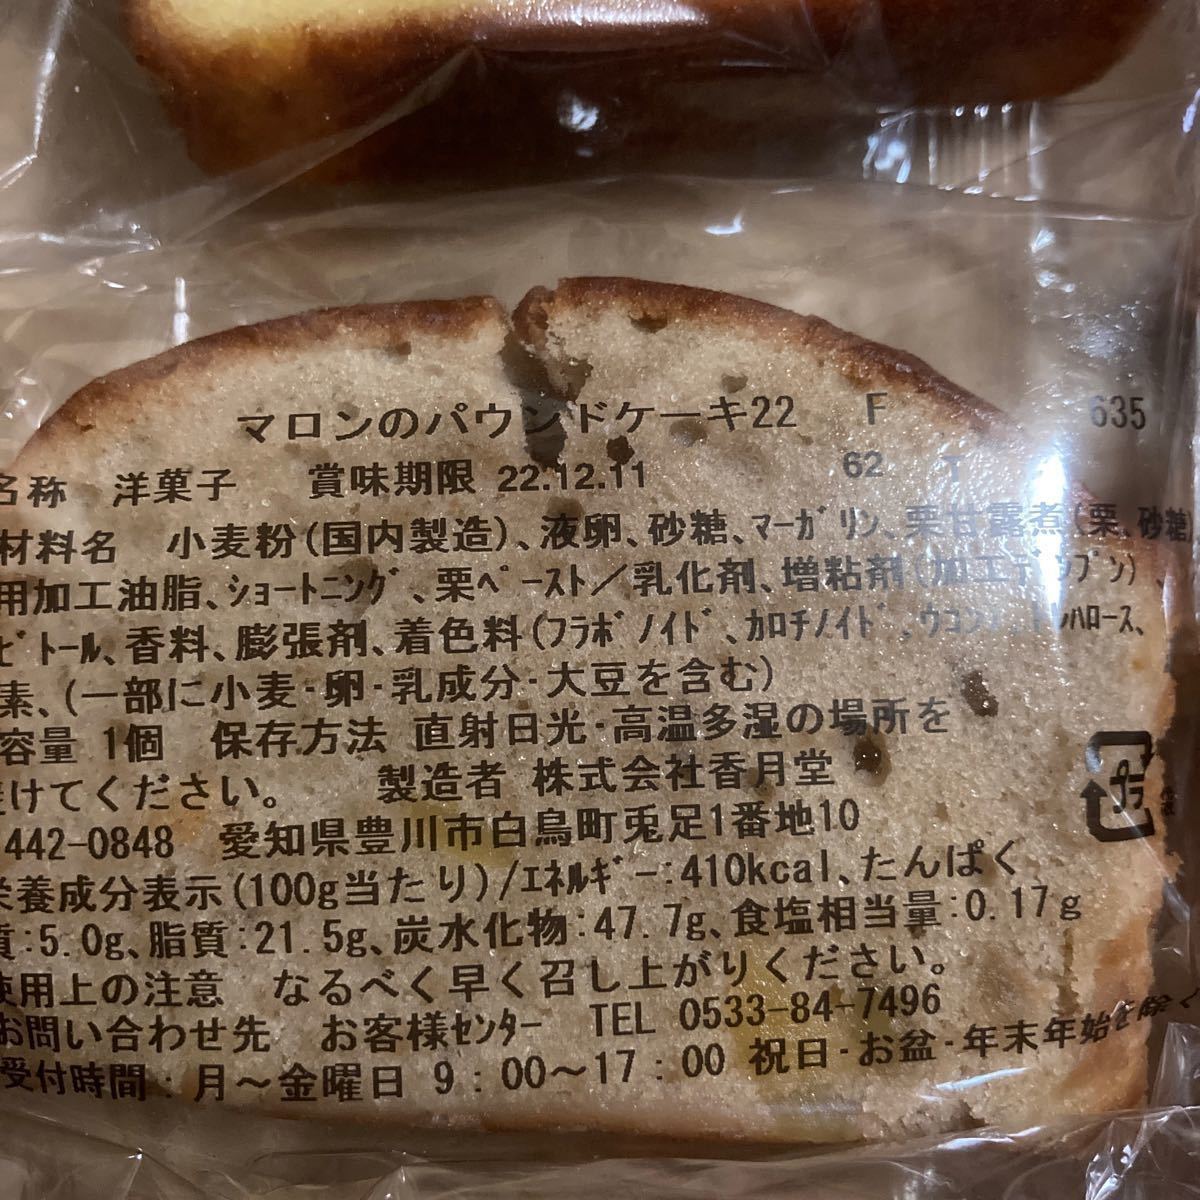 マロンのパウンドケーキ22 F 635
名称 洋菓子 賞味期限 22.12.11 62 T
材料名 小麦粉(国内製造)、液卵、砂糖、マーガリン、栗甘露煮(栗、砂糖
用加工油脂、ショートニング、栗ペースト/乳化剤、増粘剤(加工デンプン)、
ビトール、香料、膨張剤、着色料(フラボノイド、カロチノイド、ウコン)、トレハロース、
素、(一部に小麦・卵・乳成分・大豆を含む)
容量 1個 保存方法 直射日光・高温多湿の場所を
けてください。 製造者 株式会社香月堂
442-0848 愛知県豊川市白鳥町兎足1番地10
プラ
栄養成分表示(100g当たり)/エネルギー:410kcal、たんぱく
質:5.0g、脂質:21.5g、炭水化物:47.7g、食塩相当量:0.17g
使用上の注意 なるべく早く召し上がりください。
お問い合わせ先 お客様センター TEL 0533-84-7496
受付時間:月～金曜日 9:00～17:00 祝日・お盆・年末年始を除く